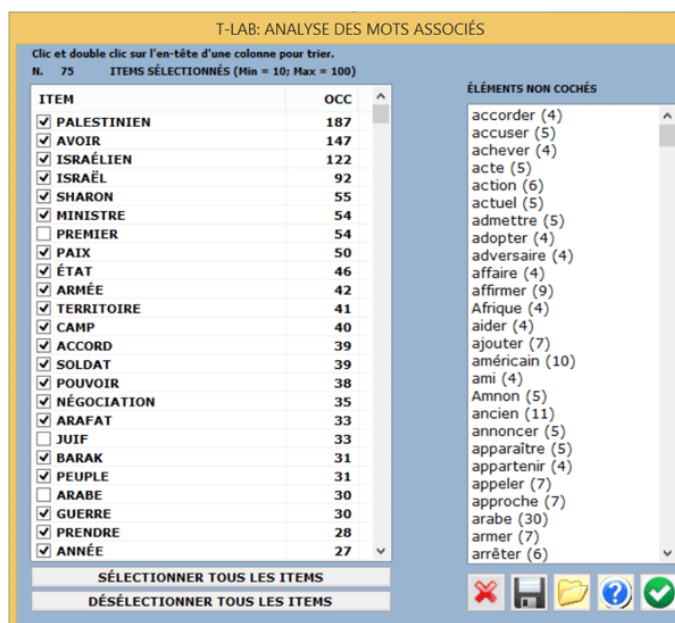 T-LAB: ANALYSE DES MOTS ASSOCIÉS
Clic et double clic sur l'en-tête d'une colonne pour trier.
N. 75 ITEMS SÉLECTIONNÉS (Min = 10; Max = 100)
ITEM OCC
PALESTINIEN 187
AVOIR 147
ISRAÉLIEN 122
ISRAËL 92
SHARON 55
MINISTRE 54
PREMIER 54
PAIX 50
ÉTAT 46
ARMÉE 42
TERRITOIRE 41
CAMP 40
ACCORD 39
SOLDAT 39
POUVOIR 38
NÉGOCIATION 35
ARAFAT 33
JUIF 33
BARAK 31
PEUPLE 31
ARABE 30
GUERRE 30
PRENDRE 28
ANNÉE 27
SÉLECTIONNER TOUS LES ITEMS
DÉSÉLECTIONNER TOUS LES ITEMS
ÉLÉMENTS NON COCHÉS
accorder (4)
accuser (5)
achever (4)
acte (5)
action (6)
actuel (5)
admettre (5)
adopter (4)
adversaire (4)
affaire (4)
affirmer (9)
Afrique (4)
aider (4)
ajouter (7)
américain (10)
ami (4)
Amnon (5)
ancien (11)
annoncer (5)
apparaître (5)
appartenir (4)
appeler (7)
approche (7)
arabe (30)
armer (7)
arrêter (6)